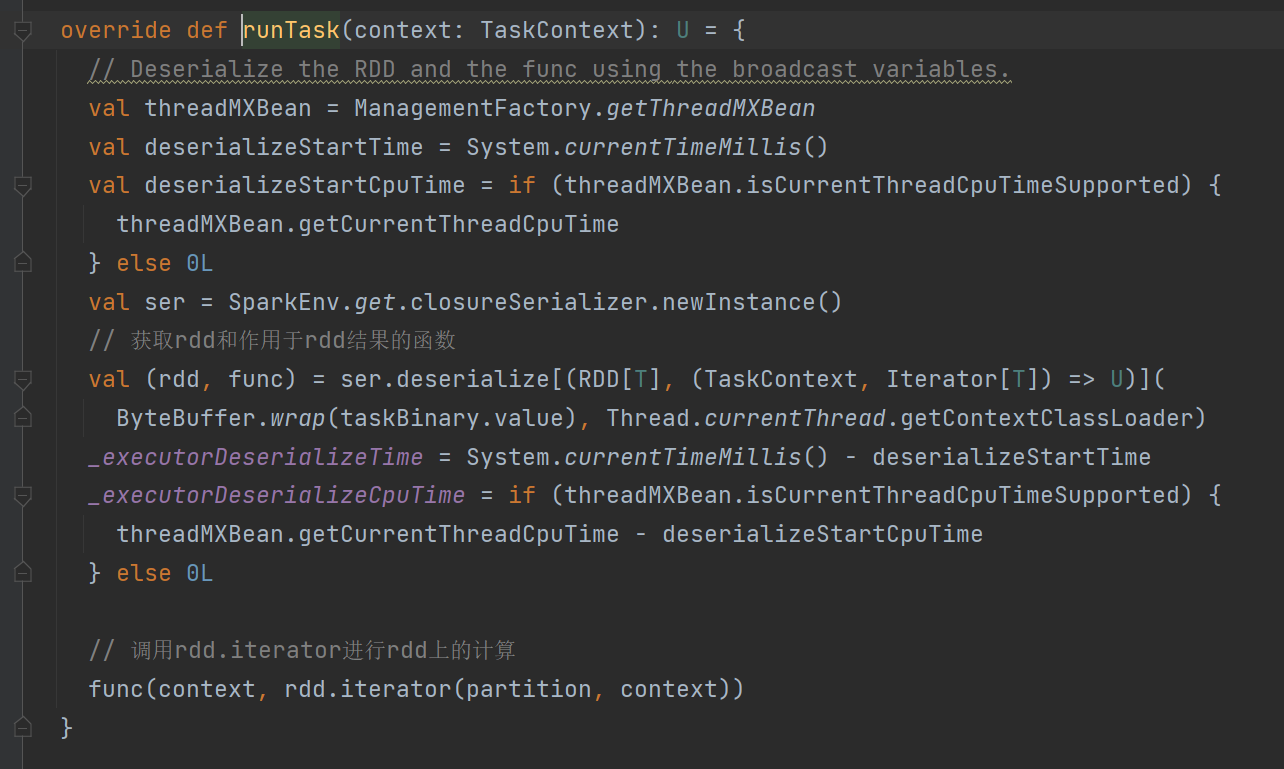 override def runTask(context: TaskContext): U = {
// Deserialize the RDD and the func using the broadcast variables.
val threadMXBean = ManagementFactory.getThreadMXBean
val deserializeStartTime = System.currentTimeMillis()
val deserializeStartCpuTime = if (threadMXBean.isCurrentThreadCpuTimeSupported) {
threadMXBean.getCurrentThreadCpuTime
} else 0L
val ser = SparkEnv.get.closureSerializer.newInstance()
// 获取rdd和作用于rdd结果的函数
val (rdd, func) = ser.deserialize[(RDD[T], (TaskContext, Iterator[T]) => U)](
ByteBuffer.wrap(taskBinary.value), Thread.currentThread.getContextClassLoader)
_executorDeserializeTime = System.currentTimeMillis() - deserializeStartTime
_executorDeserializeCpuTime = if (threadMXBean.isCurrentThreadCpuTimeSupported) {
threadMXBean.getCurrentThreadCpuTime - deserializeStartCpuTime
} else 0L
// 调用rdd.iterator进行rdd上的计算
func(context, rdd.iterator(partition, context))
}